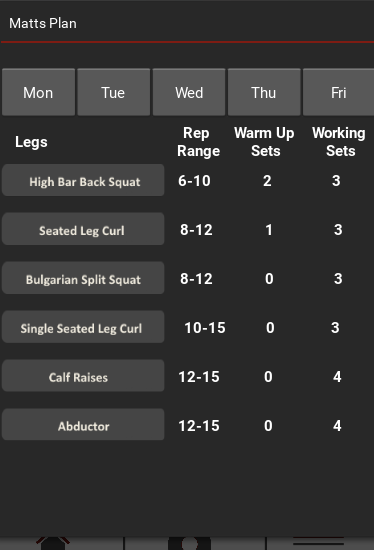 Matts Plan
Mon Tue Wed Thu Fri
Legs Rep Range Warm Up Sets Working Sets
High Bar Back Squat 6-10 2 3
Seated Leg Curl 8-12 1 3
Bulgarian Split Squat 8-12 0 3
Single Seated Leg Curl 10-15 0 3
Calf Raises 12-15 0 4
Abductor 12-15 0 4